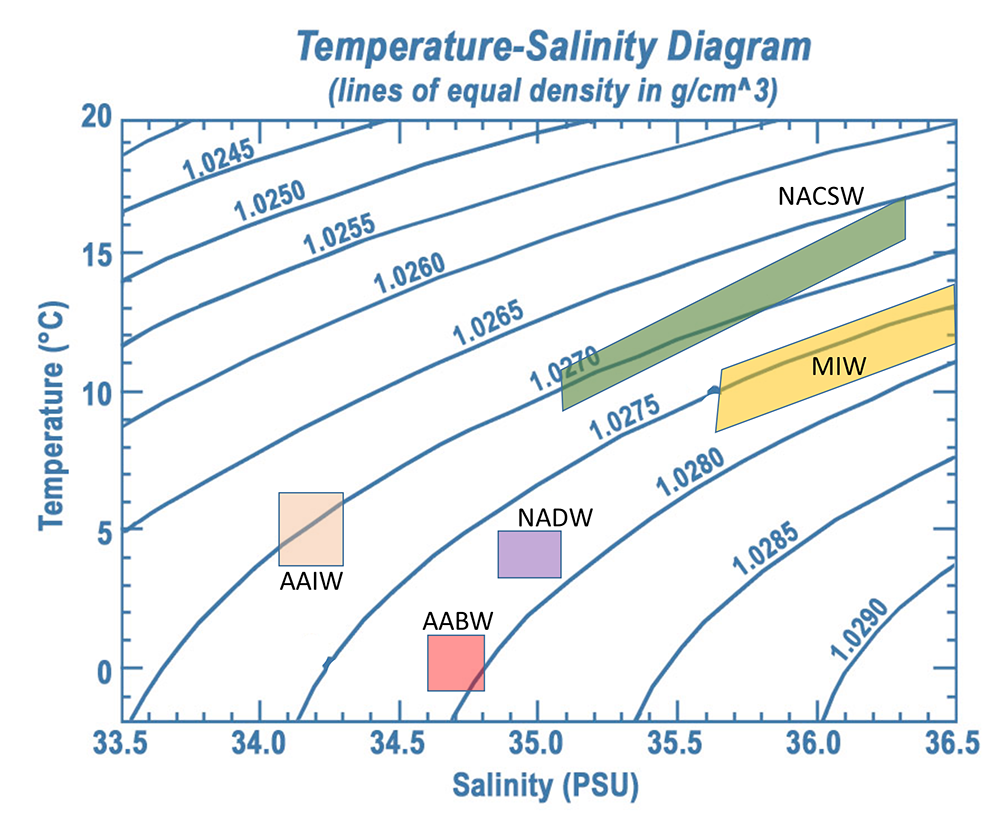 Temperature-Salinity Diagram
(lines of equal density in g/cm^3)
20
15
10
5
0
Temperature (°C)
1.0245
1.0250
1.0255
1.0260
1.0265
1.0270
1.0275
1.0280
1.0285
1.0290
NACSW
MIW
NADW
AAIW
AABW
33.5 34.0 34.5 35.0 35.5 36.0 36.5
Salinity (PSU)